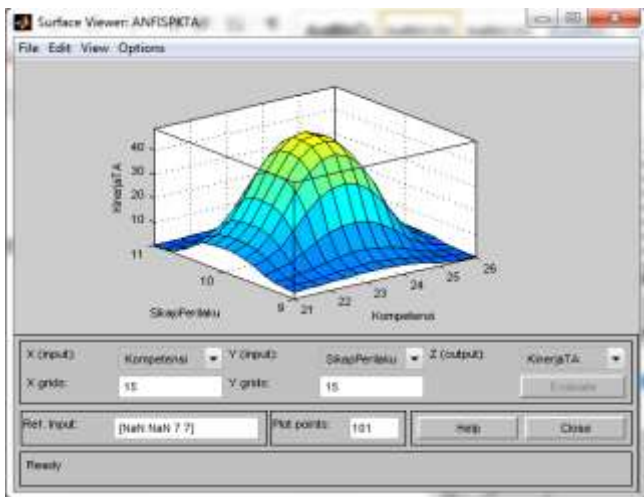 Surface Viewer: ANFISPKTA
File Edit View Options
40
30
20
10
KinerjaTA
11
10
9
SikapPerilaku
21 22 23 24 25 26
Kompetensi
X (input): Kompetensi Y (input): SikapPerilaku Z (output): KinerjaTA
X grids: 15 Y grids: 15 Evaluate
Ref. Input: [NaN NaN 7 7] Plot points: 101 Help Close
Ready